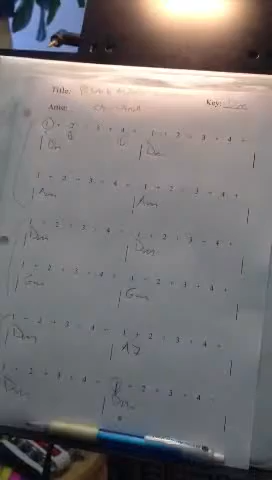 Title: Black
Artist: Key: Dm
1 + 2 + 3 + 4 + 1 + 2 + 3 + 4 +
Dm Dm
1 + 2 + 3 + 4 + 1 + 2 + 3 + 4 +
Am Am
1 + 2 + 3 + 4 + 1 + 2 + 3 + 4 +
Dm Dm
1 + 2 + 3 + 4 + 1 + 2 + 3 + 4 +
Gm Gm
1 + 2 + 3 + 4 + 1 + 2 + 3 + 4 +
Dm A7
1 + 2 + 3 + 4 + 1 + 2 + 3 + 4 +
Dm Dm